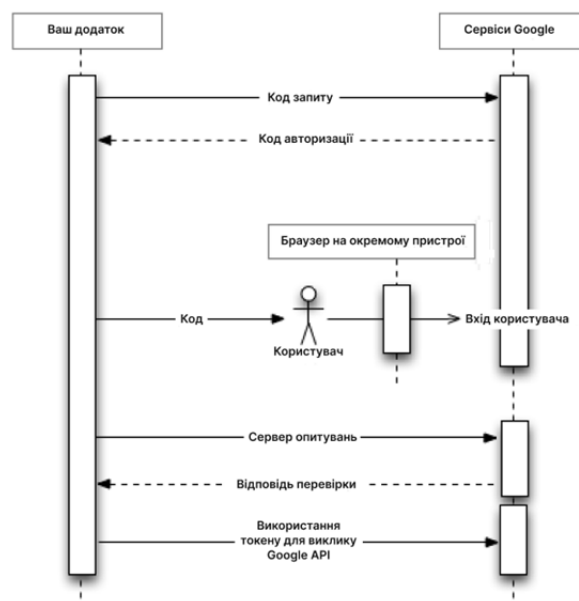 Ваш додаток
Сервіси Google
Код запиту
Код авторизації
Браузер на окремому пристрої
Код
Вхід користувача
Користувач
Сервер опитувань
Відповідь перевірки
Використання
токену для виклику
Google API